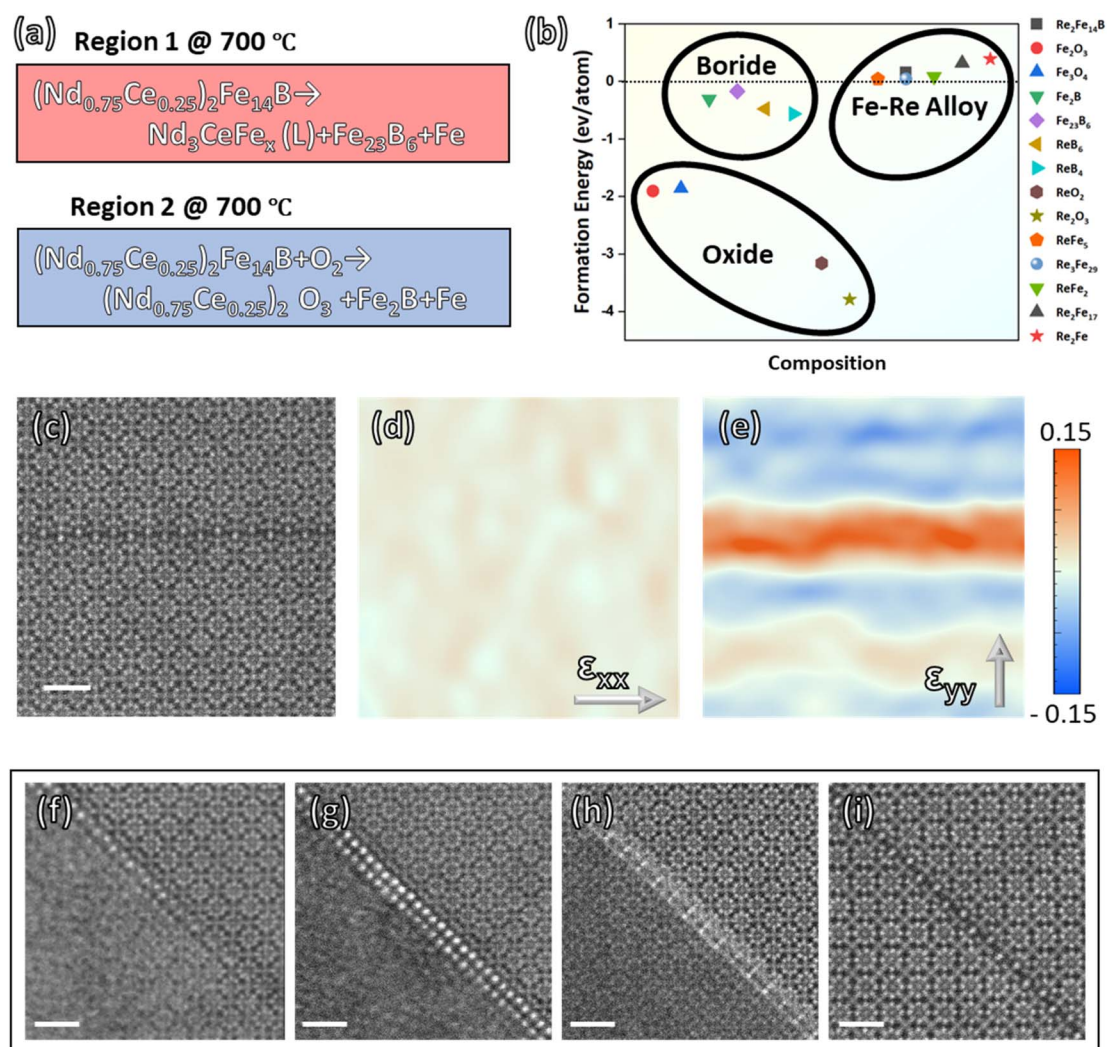 (a)
Region 1 @ 700 ℃
(Nd₀.₇₅Ce₀.₂₅)₂Fe₁₄B→
Nd₃CeFeₓ (L)+Fe₂₃B₆+Fe
Region 2 @ 700 ℃
(Nd₀.₇₅Ce₀.₂₅)₂Fe₁₄B+O₂→
(Nd₀.₇₅Ce₀.₂₅)₂ O₃ +Fe₂B+Fe
(b)
Formation Energy (ev/atom)
1
0
-1
-2
-3
-4
Boride
Fe-Re Alloy
Oxide
Composition
Re₂Fe₁₄B
Fe₂O₃
Fe₃O₄
Fe₂B
Fe₂₃B₆
ReB₆
ReB₄
ReO₂
Re₂O₃
ReFe₅
Re₃Fe₂₉
ReFe₂
Re₂Fe₁₇
Re₂Fe
(c)
(d)
εxx
(e)
εyy
0.15
- 0.15
(f)
(g)
(h)
(i)